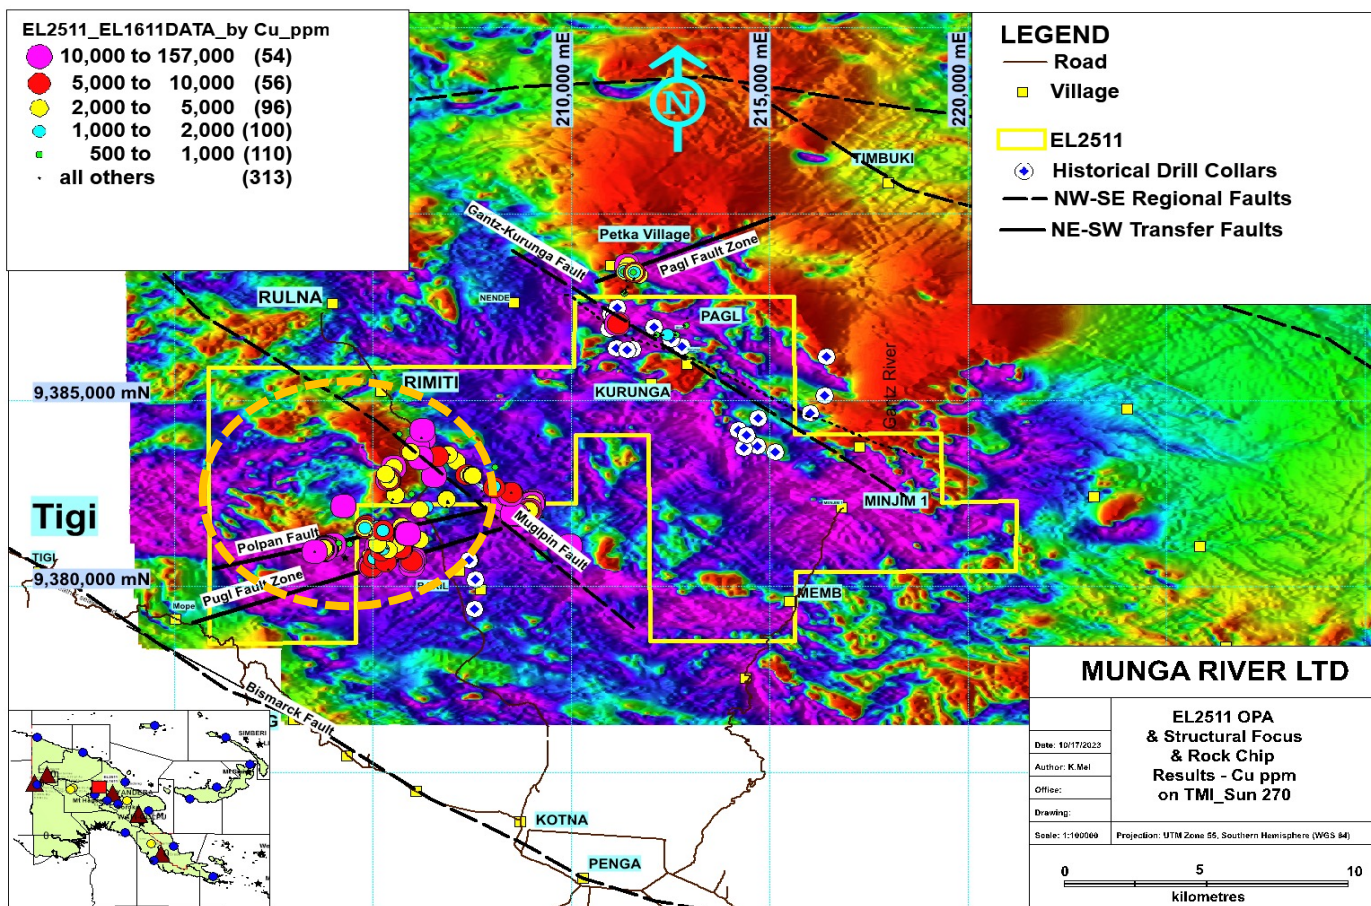 EL2511_EL1611DATA_by Cu_ppm
10,000 to 157,000 (54)
5,000 to 10,000 (56)
2,000 to 5,000 (96)
1,000 to 2,000 (100)
500 to 1,000 (110)
all others (313)
210,000 mE
215,000 mE
220,000 mE
N
LEGEND
Road
Village
EL2511
Historical Drill Collars
NW-SE Regional Faults
NE-SW Transfer Faults
TIMBUKI
Gantz-Kurunga Fault
Petka Village
Pagl Fault Zone
RULNA
NENDE
PAGL
Gantz River
RIMITI
KURUNGA
9,385,000 mN
Tigi
MINJIM 1
Muglpin Fault
Polpan Fault
TIGI
9,380,000 mN
Pugl Fault Zone
Mope
MEMB
Bismarck Fault
KOTNA
PENGA
SIMBERI
MUNGA RIVER LTD
EL2511 OPA
& Structural Focus
& Rock Chip
Results - Cu ppm
on TMI_Sun 270
Date: 10/17/2023
Author: K.Mel
Office:
Drawing:
Scale: 1:100000
Projection: UTM Zone 55, Southern Hemisphere (WGS 84)
0 5 10
kilometres